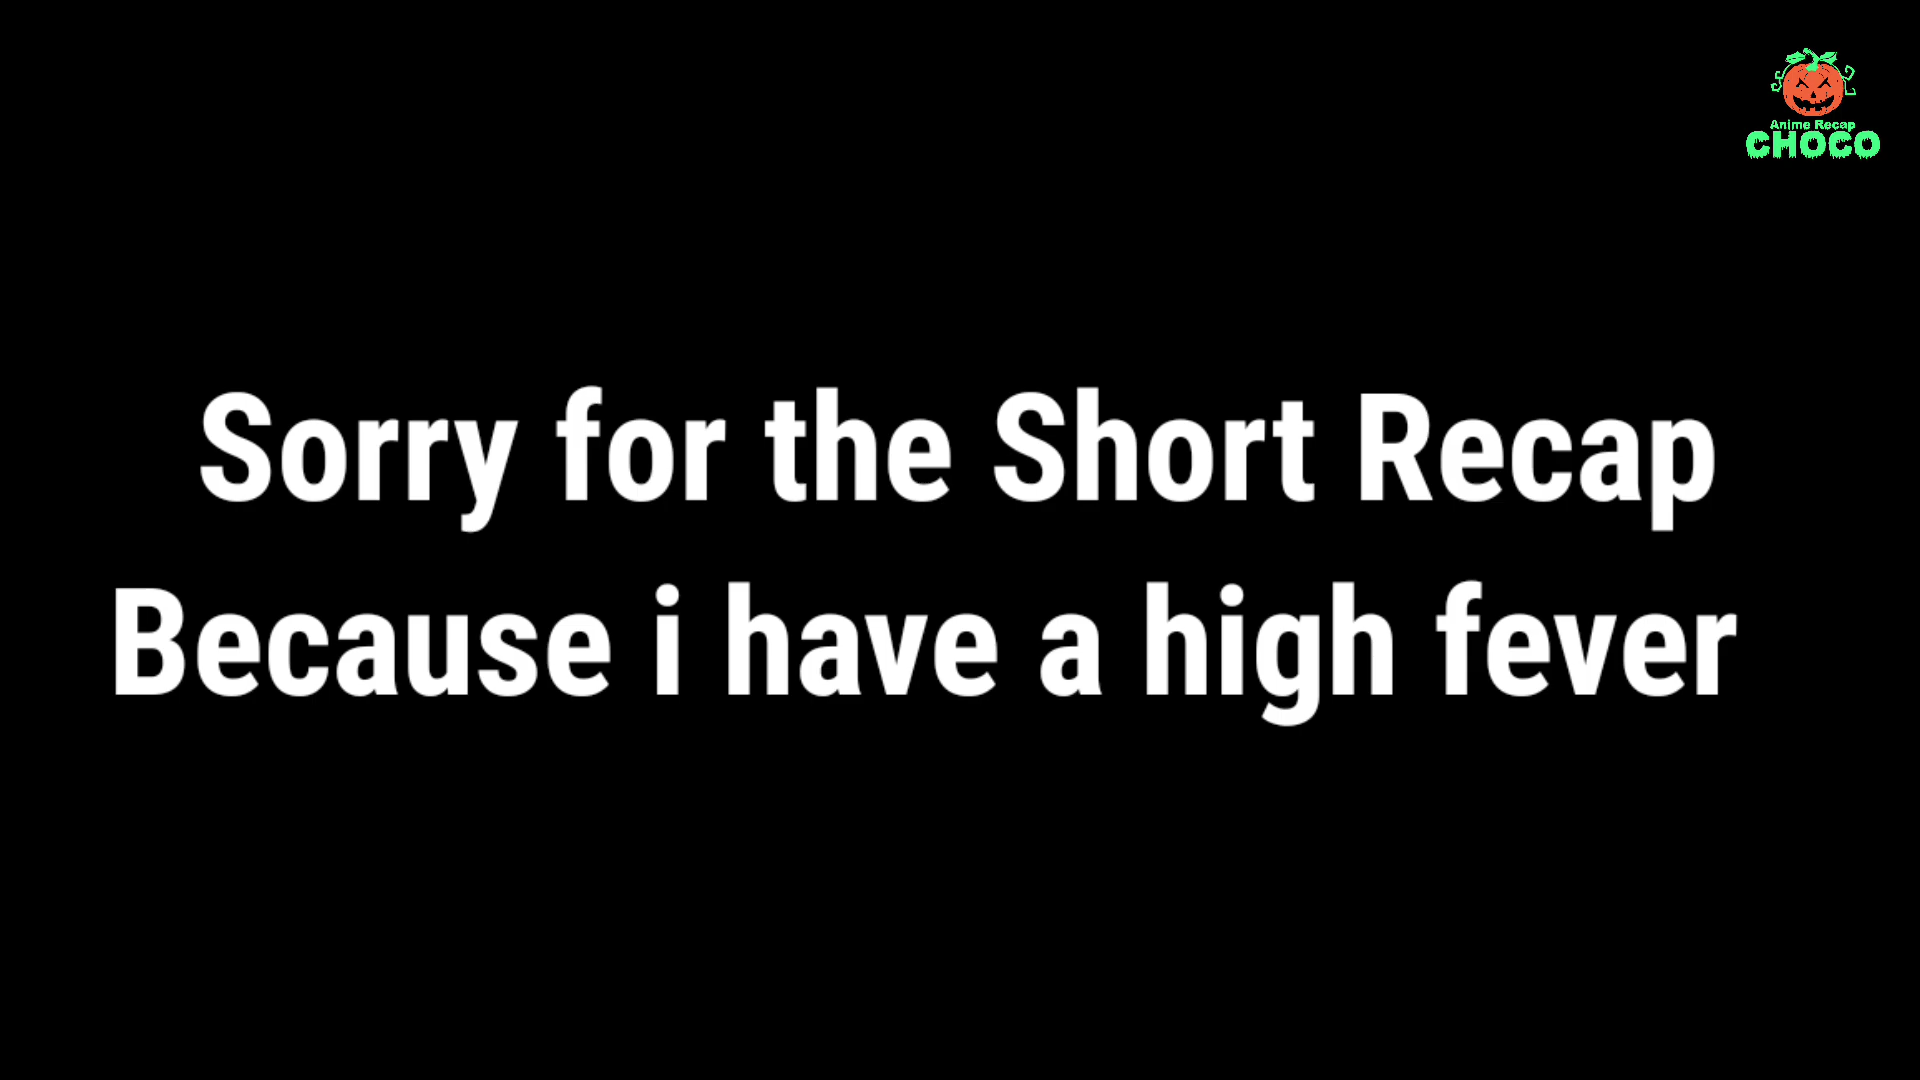 Anime Recap
CHOCO
Sorry for the Short Recap
Because i have a high fever